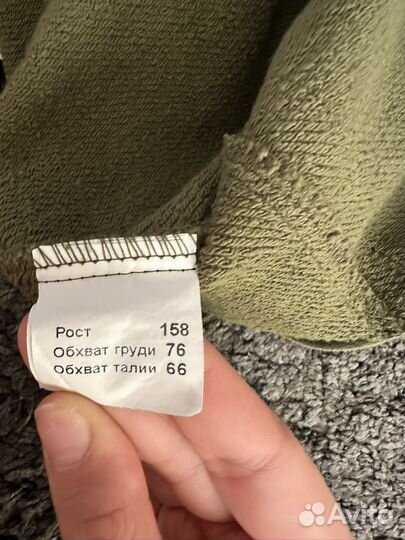 Рост 158
Обхват груди 76
Обхват талии 66
Avito